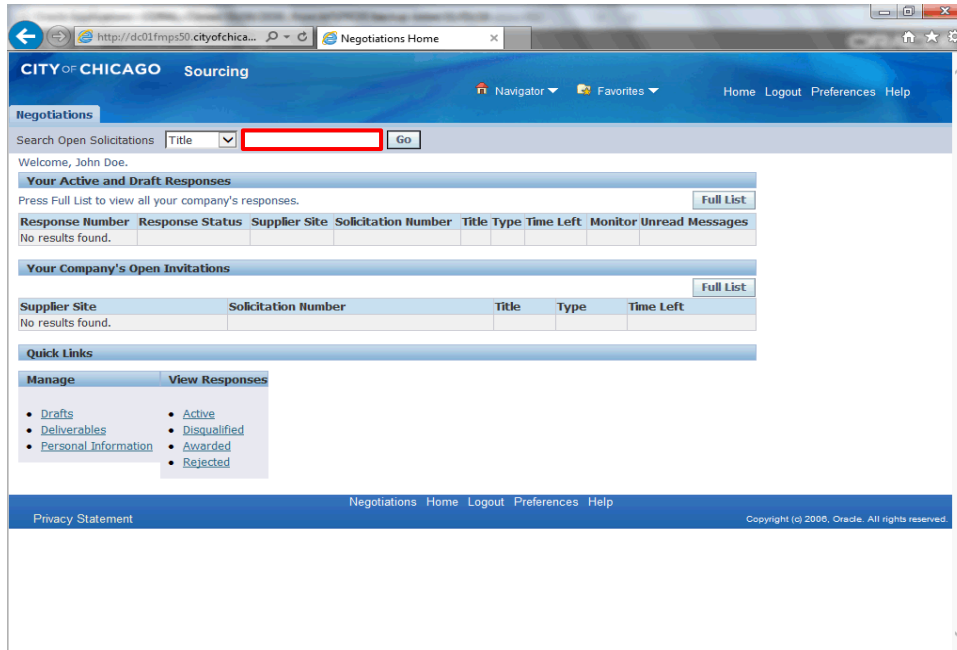 http://dc01fmps50.cityofchica... Negotiations Home
CITY OF CHICAGO Sourcing
Navigator Favorites Home Logout Preferences Help
Negotiations
Search Open Solicitations Title Go
Welcome, John Doe.
Your Active and Draft Responses
Press Full List to view all your company's responses. Full List
Response Number Response Status Supplier Site Solicitation Number Title Type Time Left Monitor Unread Messages
No results found.
Your Company's Open Invitations
Full List
Supplier Site Solicitation Number Title Type Time Left
No results found.
Quick Links
Manage View Responses
• Drafts • Active
• Deliverables • Disqualified
• Personal Information • Awarded
• Rejected
Negotiations Home Logout Preferences Help
Privacy Statement Copyright (c) 2006, Oracle. All rights reserved.